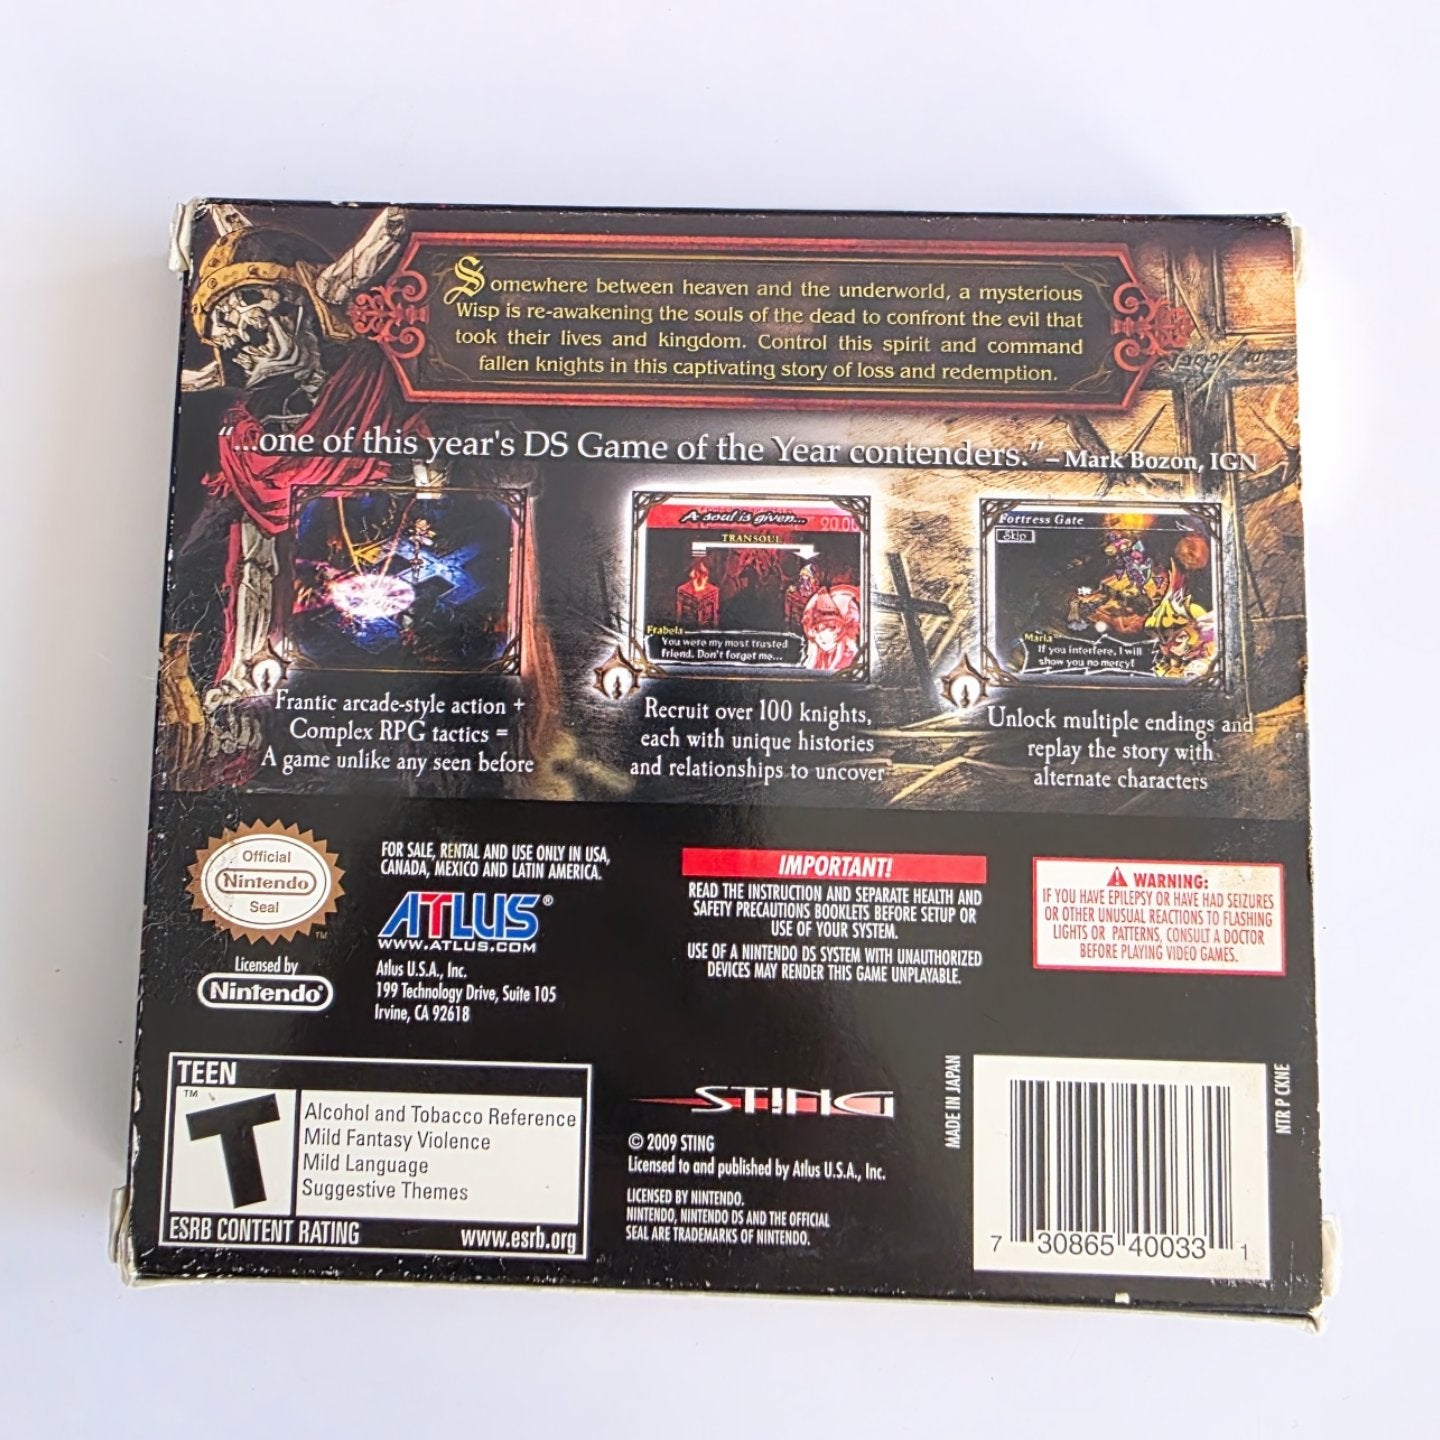 Somewhere between heaven and the underworld, a mysterious
Wisp is re-awakening the souls of the dead to confront the evil that
took their lives and kingdom. Control this spirit and command
fallen knights in this captivating story of loss and redemption.
"...one of this year's DS Game of the Year contenders." – Mark Bozon, IGN
A soul is given...
TRANSOUL
Frabela
You were my most trusted
friend. Don't forget me...
Fortress Gate
Skip
Maria
If you interfere, I will
show you no mercy!
Frantic arcade-style action +
Complex RPG tactics =
A game unlike any seen before
Recruit over 100 knights,
each with unique histories
and relationships to uncover
Unlock multiple endings and
replay the story with
alternate characters
Official
Nintendo
Seal
TM
Licensed by
Nintendo®
FOR SALE, RENTAL AND USE ONLY IN USA,
CANADA, MEXICO AND LATIN AMERICA.
ATLUS®
WWW.ATLUS.COM
Atlus U.S.A., Inc.
199 Technology Drive, Suite 105
Irvine, CA 92618
IMPORTANT!
READ THE INSTRUCTION AND SEPARATE HEALTH AND
SAFETY PRECAUTIONS BOOKLETS BEFORE SETUP OR
USE OF YOUR SYSTEM.
USE OF A NINTENDO DS SYSTEM WITH UNAUTHORIZED
DEVICES MAY RENDER THIS GAME UNPLAYABLE.
WARNING:
IF YOU HAVE EPILEPSY OR HAVE HAD SEIZURES
OR OTHER UNUSUAL REACTIONS TO FLASHING
LIGHTS OR PATTERNS, CONSULT A DOCTOR
BEFORE PLAYING VIDEO GAMES.
TEEN
TM
T
Alcohol and Tobacco Reference
Mild Fantasy Violence
Mild Language
Suggestive Themes
ESRB CONTENT RATING www.esrb.org
STING
© 2009 STING
Licensed to and published by Atlus U.S.A., Inc.
LICENSED BY NINTENDO.
NINTENDO, NINTENDO DS AND THE OFFICIAL
SEAL ARE TRADEMARKS OF NINTENDO.
MADE IN JAPAN
NTR P CKNE
7 30865 40033 1